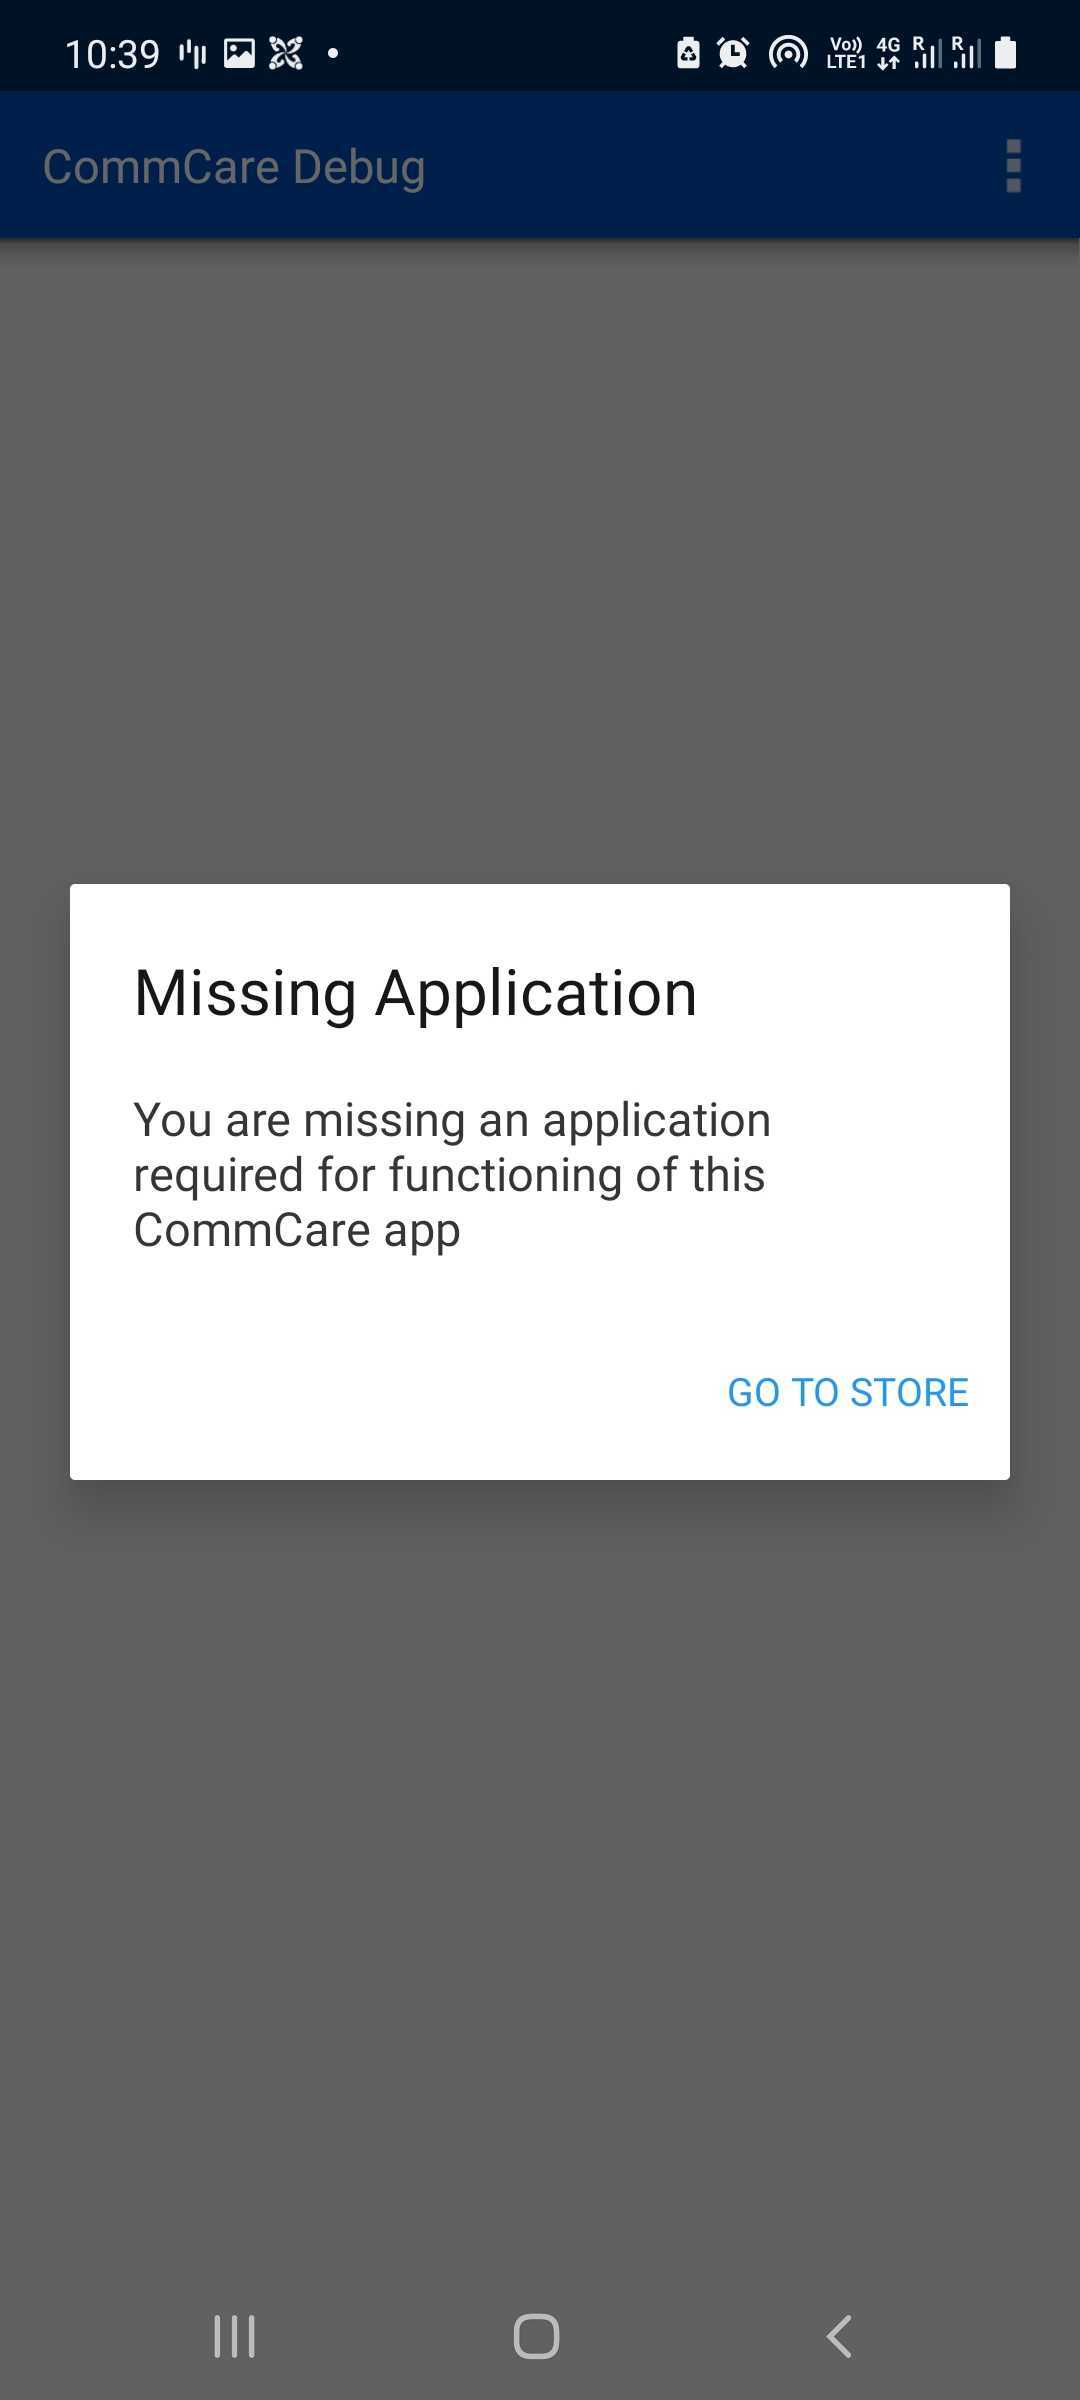 10:39
Vo)) LTE1 4G R R
CommCare Debug
Missing Application
You are missing an application
required for functioning of this
CommCare app
GO TO STORE